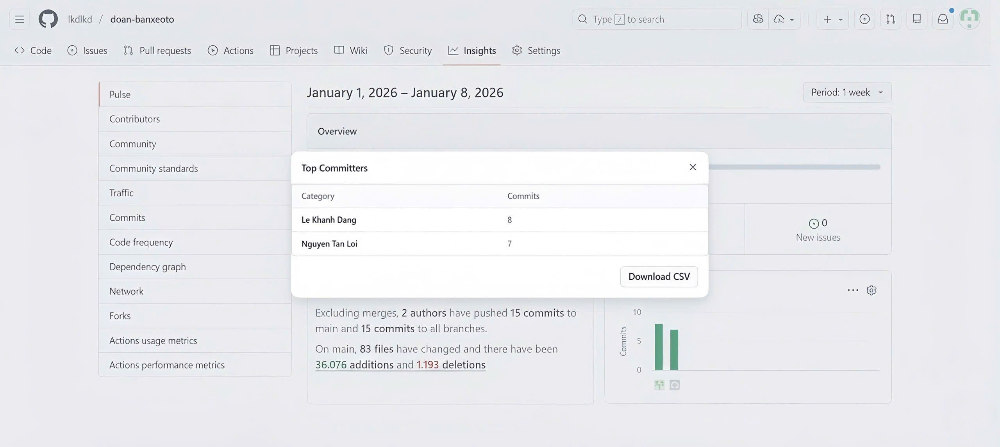 lkdlkd / doan-banxeoto
Type / to search
Code Issues Pull requests Actions Projects Wiki Security Insights Settings
Pulse
Contributors
Community
Community standards
Traffic
Commits
Code frequency
Dependency graph
Network
Forks
Actions usage metrics
Actions performance metrics
January 1, 2026 – January 8, 2026
Period: 1 week
Overview
Top Committers
Category Commits
Le Khanh Dang 8
Nguyen Tan Loi 7
Download CSV
0
New issues
Excluding merges, 2 authors have pushed 15 commits to
main and 15 commits to all branches.
On main, 83 files have changed and there have been
36.076 additions and 1.193 deletions
Commits
10
5
0